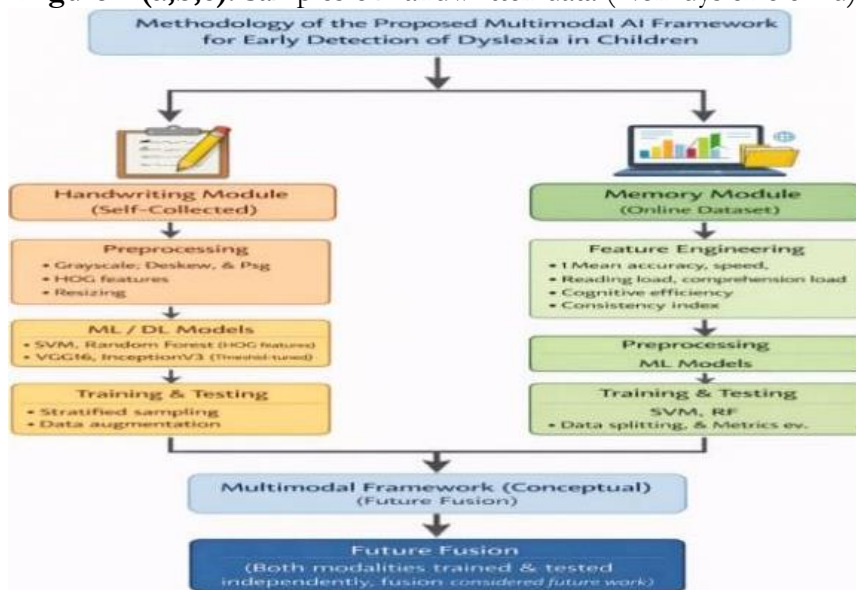 Methodology of the Proposed Multimodal AI Framework
for Early Detection of Dyslexia in Children
Handwriting Module
(Self-Collected)
Preprocessing
• Grayscale, Deskew, & Psg
• HOG features
• Resizing
ML / DL Models
• SVM, Random Forest (HOG features)
• VGG16, InceptionV3
Training & Testing
• Stratified sampling
• Data augmentation
Memory Module
(Online Dataset)
Feature Engineering
• 1 Mean accuracy, speed,
• Reading load, comprehension load
• Cognitive efficiency
• Consistency index
Preprocessing
ML Models
Training & Testing
SVM, RF
• Data splitting, & Metrics ev.
Multimodal Framework (Conceptual)
(Future Fusion)
Future Fusion
(Both modalities trained & tested
independently, fusion considered future work)